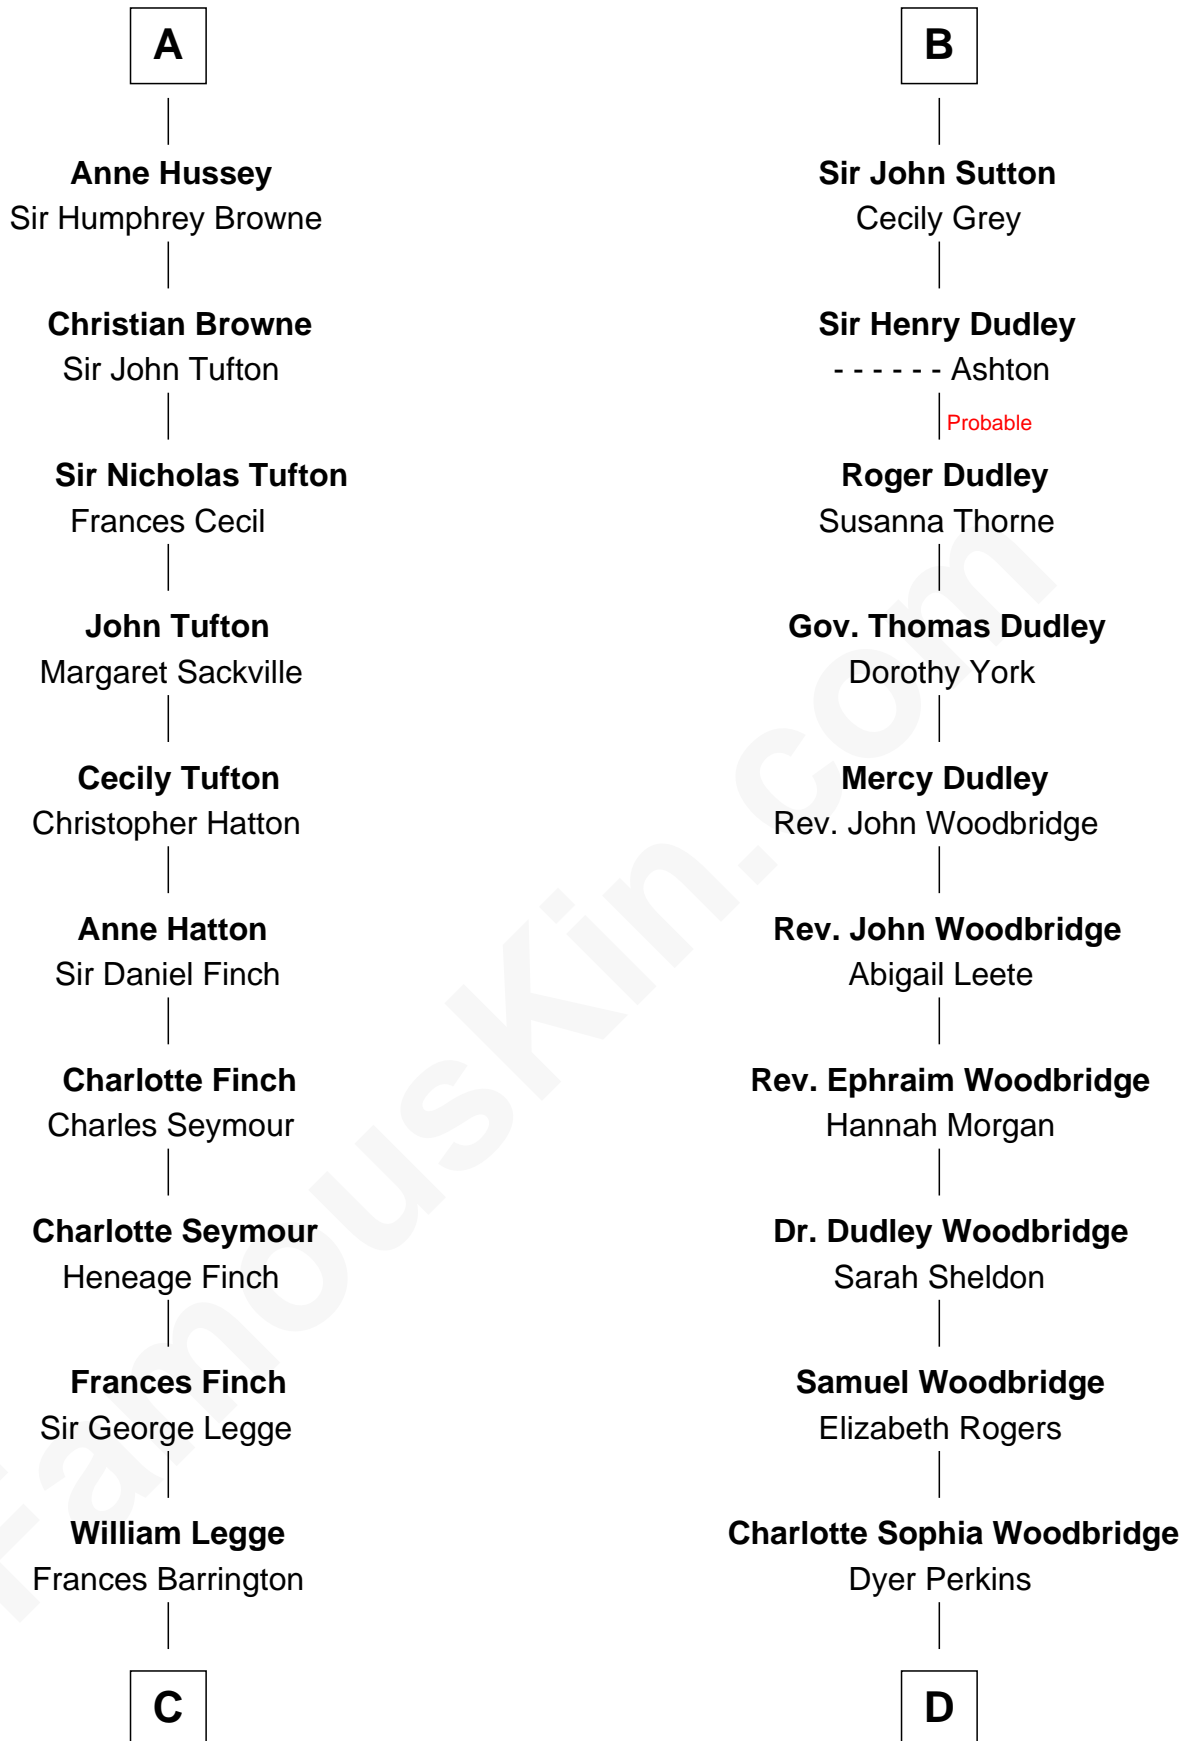 A
Anne Hussey
Sir Humphrey Browne
Christian Browne
Sir John Tufton
Sir Nicholas Tufton
Frances Cecil
John Tufton
Margaret Sackville
Cecily Tufton
Christopher Hatton
Anne Hatton
Sir Daniel Finch
Charlotte Finch
Charles Seymour
Charlotte Seymour
Heneage Finch
Frances Finch
Sir George Legge
William Legge
Frances Barrington
C
B
Sir John Sutton
Cecily Grey
Sir Henry Dudley
- - - - - - Ashton
Probable
Roger Dudley
Susanna Thorne
Gov. Thomas Dudley
Dorothy York
Mercy Dudley
Rev. John Woodbridge
Rev. John Woodbridge
Abigail Leete
Rev. Ephraim Woodbridge
Hannah Morgan
Dr. Dudley Woodbridge
Sarah Sheldon
Samuel Woodbridge
Elizabeth Rogers
Charlotte Sophia Woodbridge
Dyer Perkins
D
FamousKin.com